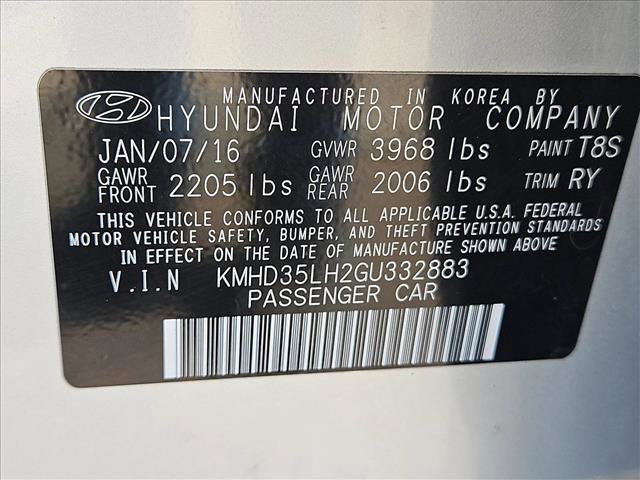 MANUFACTURED IN KOREA BY
HYUNDAI MOTOR COMPANY
JAN/07/16 GVWR 3968 lbs PAINT T8S
GAWR FRONT 2205 lbs GAWR REAR 2006 lbs TRIM RY
THIS VEHICLE CONFORMS TO ALL APPLICABLE U.S.A. FEDERAL
MOTOR VEHICLE SAFETY, BUMPER, AND THEFT PREVENTION STANDARDS
IN EFFECT ON THE DATE OF MANUFACTURE SHOWN ABOVE
V.I.N KMHD35LH2GU332883
PASSENGER CAR